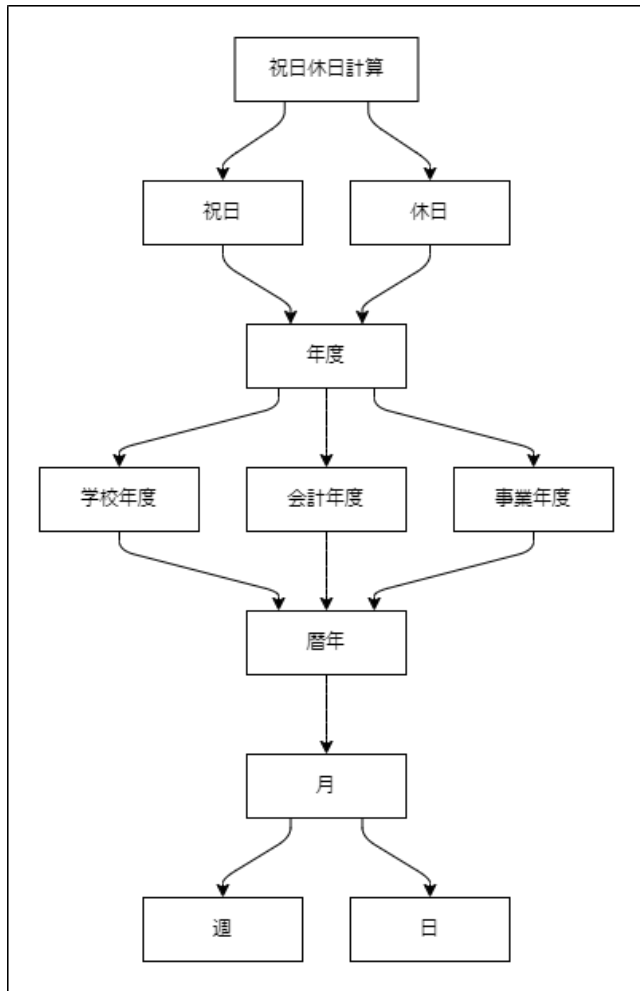 祝日休日計算
祝日
休日
年度
学校年度
会計年度
事業年度
暦年
月
週
日